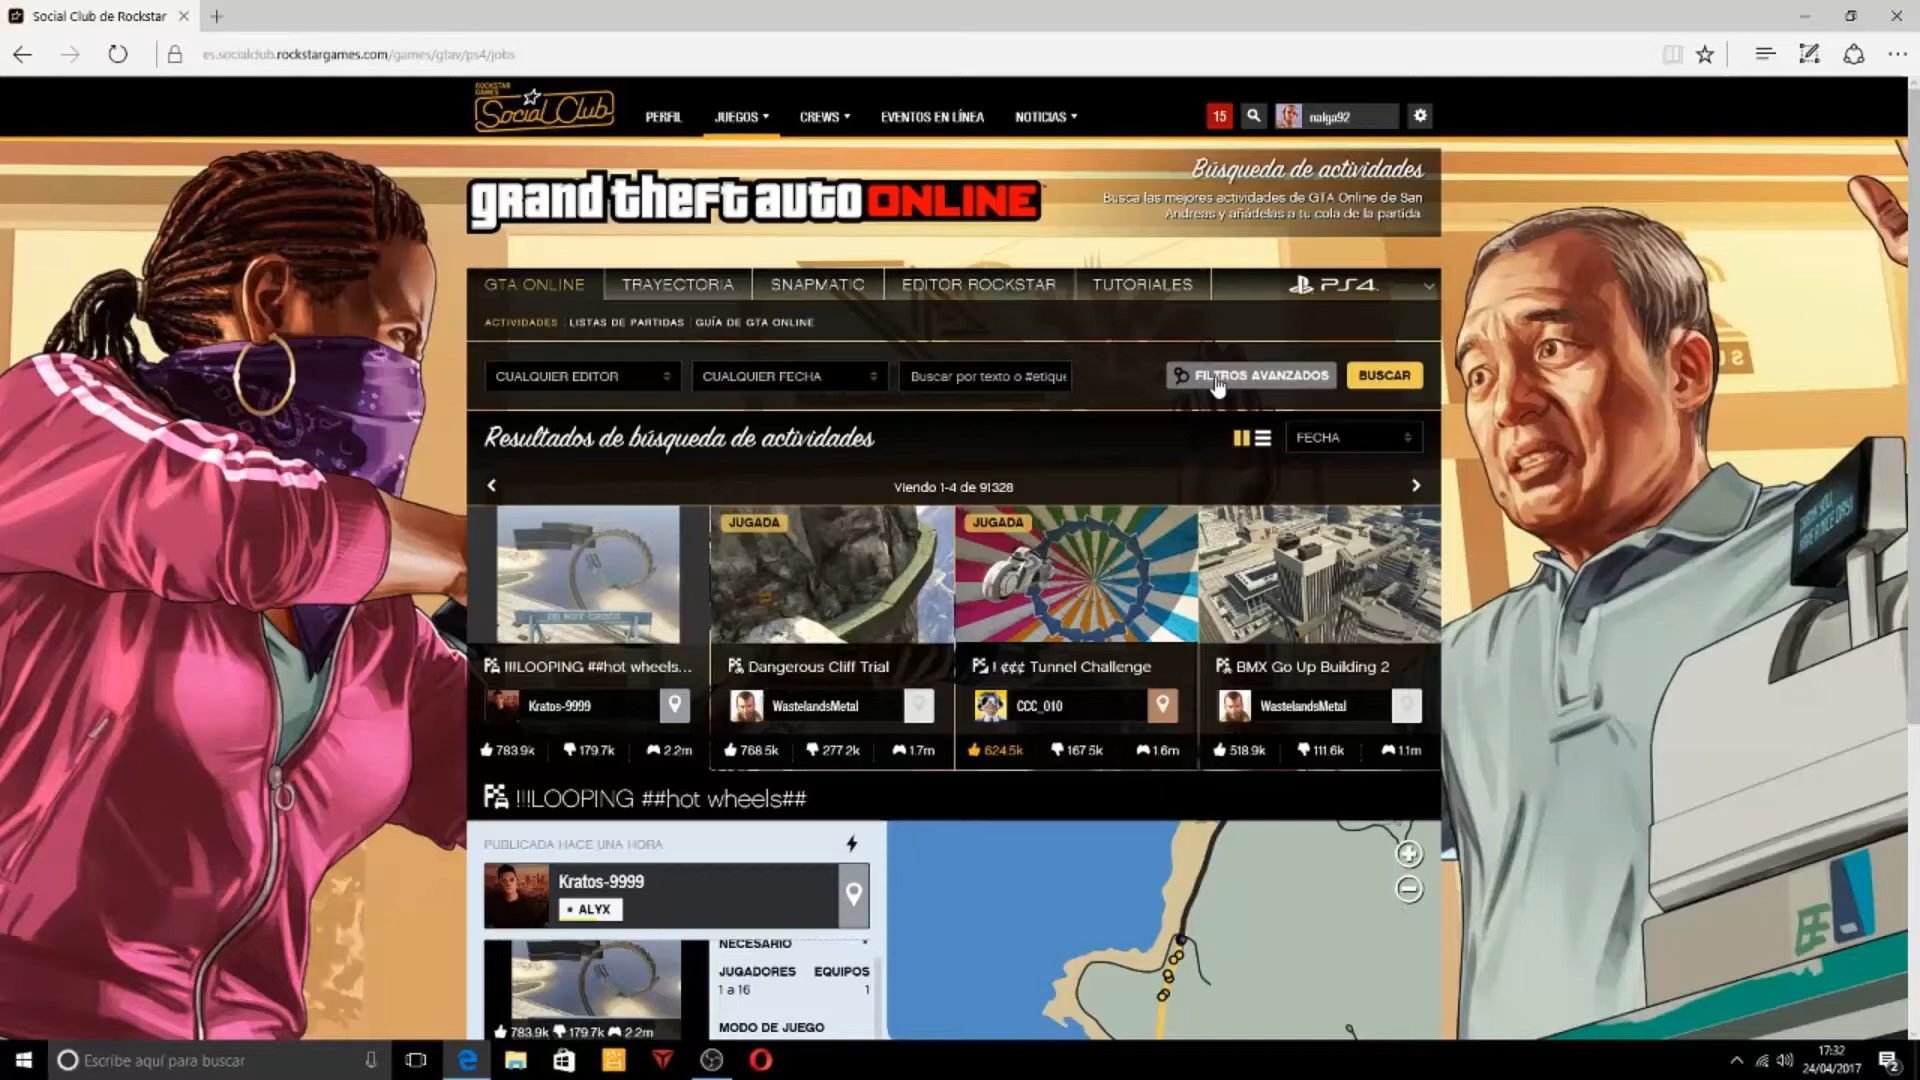 Social Club de Rockstar
es.socialclub.rockstargames.com/games/gtav/ps4/jobs
ROCKSTAR GAMES
Social Club
PERFIL
JUEGOS
CREWS
EVENTOS EN LÍNEA
NOTICIAS
15
nalga92
grand theft auto ONLINE
Búsqueda de actividades
Busca las mejores actividades de GTA Online de San
Andreas y añádelas a tu cola de la partida.
GTA ONLINE
TRAYECTORIA
SNAPMATIC
EDITOR ROCKSTAR
TUTORIALES
PS4
ACTIVIDADES
LISTAS DE PARTIDAS
GUÍA DE GTA ONLINE
CUALQUIER EDITOR
CUALQUIER FECHA
Buscar por texto o #etique
FILTROS AVANZADOS
BUSCAR
Resultados de búsqueda de actividades
FECHA
Viendo 1-4 de 91328
JUGADA
JUGADA
DO NOT CROSS
!!!LOOPING ##hot wheels...
Dangerous Cliff Trial
! ¢¢¢ Tunnel Challenge
BMX Go Up Building 2
Kratos-9999
WastelandsMetal
CCC_010
WastelandsMetal
783.9k 179.7k 2.2m
768.5k 277.2k 1.7m
624.5k 167.5k 1.6m
518.9k 111.6k 1.1m
!!!LOOPING ##hot wheels##
PUBLICADA HACE UNA HORA
Kratos-9999
ALYX
NECESARIO
JUGADORES EQUIPOS
1 a 16 1
MODO DE JUEGO
783.9k 179.7k 2.2m
Escribe aquí para buscar
17:32
24/04/2017
2